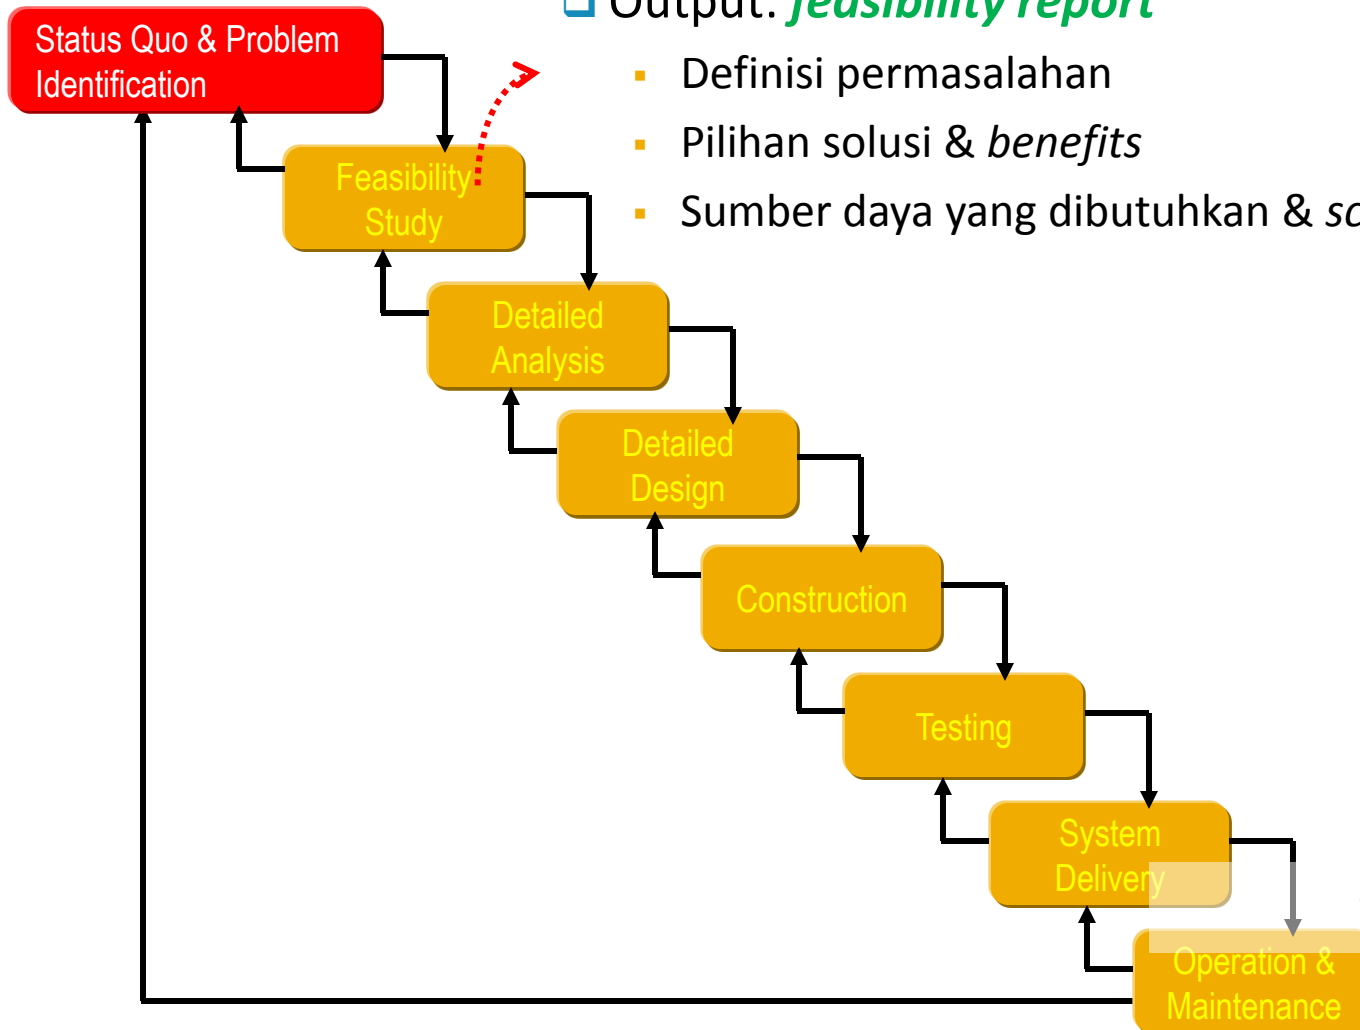 Output: feasibility report
Status Quo & Problem
Identification
Definisi permasalahan
Pilihan solusi & benefits
Sumber daya yang dibutuhkan &
Feasibility
Study
Detailed
Analysis
Detailed
Design
Construction
Testing
System
Delivery
Operation &
Maintenance